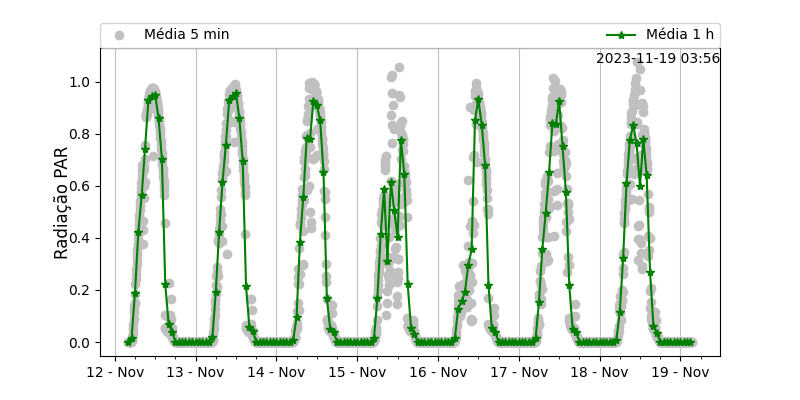 Média 5 min
Média 1 h
2023-11-19 03:56
Radiação PAR
1.0
0.8
0.6
0.4
0.2
0.0
12 - Nov
13 - Nov
14 - Nov
15 - Nov
16 - Nov
17 - Nov
18 - Nov
19 - Nov